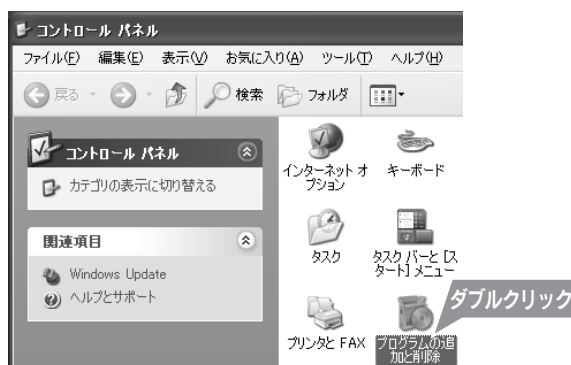 コントロール パネル
ファイル(F) 編集(E) 表示(V) お気に入り(A) ツール(T) ヘルプ(H)
戻る 検索 フォルダ
コントロール パネル
カテゴリの表示に切り替える
関連項目
Windows Update
ヘルプとサポート
インターネット オ
プション
キーボード
タスク
タスク バーと [ス
タート] メニュー
プリンタと FAX
プログラムの追
加と削除
ダブルクリック